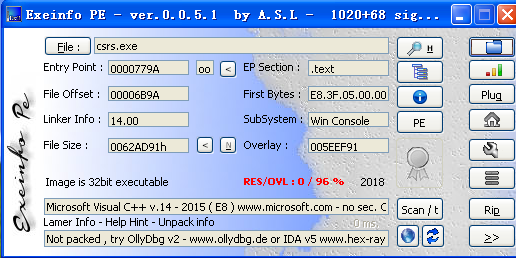 Exeinfo PE - ver.0.0.5.1 by A.S.L - 1020+68 sig...
File : csrs.exe
H
Entry Point : 0000779A oo < EP Section : .text
File Offset : 00006B9A First Bytes : E8.3F.05.00.00
Plug
Linker Info : 14.00 SubSystem : Win Console
PE
File Size : 0062AD91h < N Overlay : 005EEF91
Image is 32bit executable RES/OVL : 0 / 96 % 2018
Exeinfo Pe
Microsoft Visual C++ v.14 - 2015 ( E8 ) www.microsoft.com - no sec. C
Scan / t
Rip
Lamer Info - Help Hint - Unpack info 0 ms.
Not packed , try OllyDbg v2 - www.ollydbg.de or IDA v5 www.hex-ray
>>